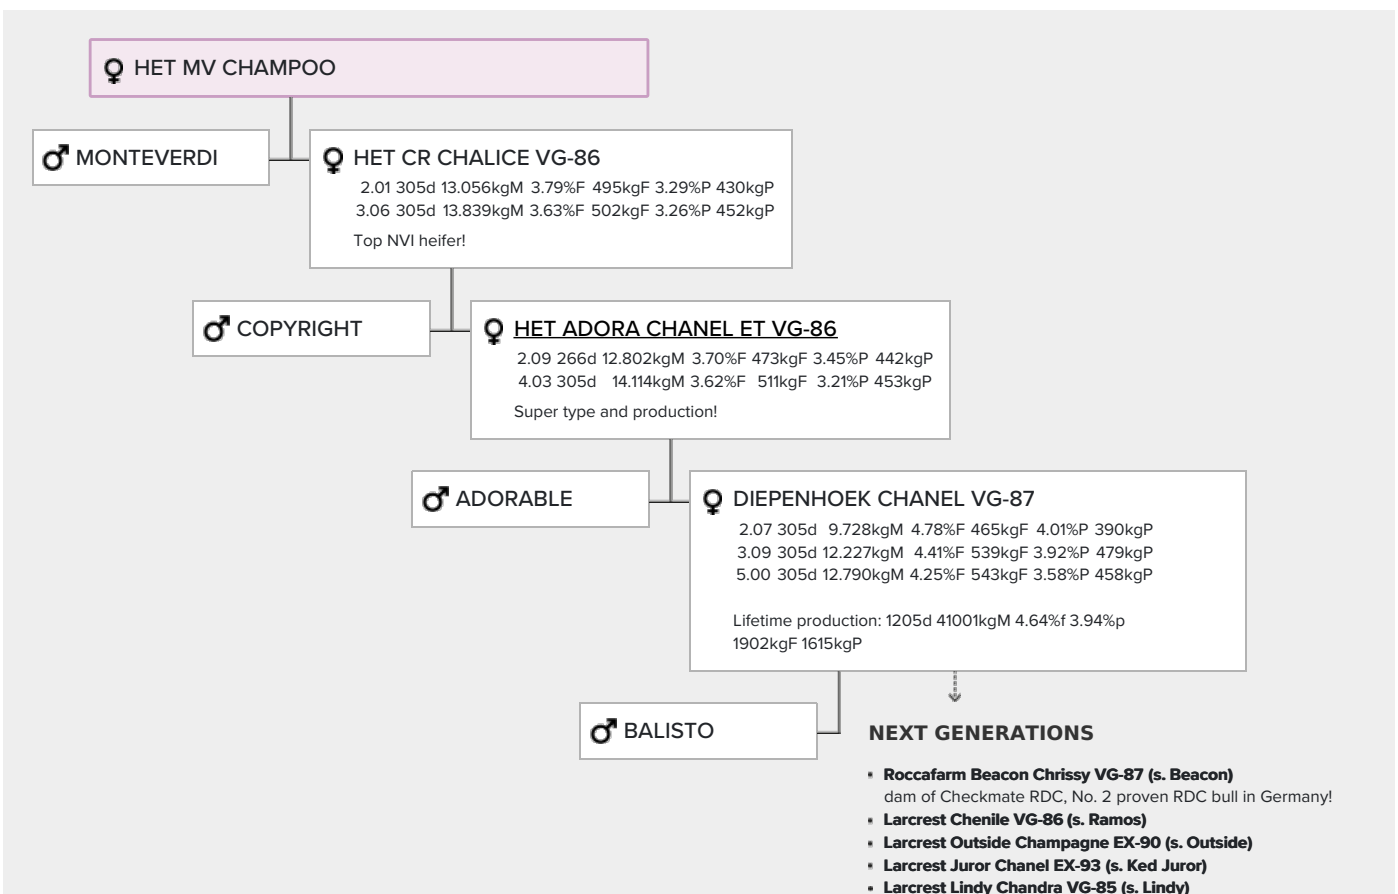 HET MV CHAMPOO
MONTEVERDI
HET CR CHALICE VG-86
2.01 305d 13.056kgM 3.79%F 495kgF 3.29%P 430kgP
3.06 305d 13.839kgM 3.63%F 502kgF 3.26%P 452kgP
Top NVI heifer!
COPYRIGHT
HET ADORA CHANEL ET VG-86
2.09 266d 12.802kgM 3.70%F 473kgF 3.45%P 442kgP
4.03 305d 14.114kgM 3.62%F 511kgF 3.21%P 453kgP
Super type and production!
ADORABLE
DIEPENHOEK CHANEL VG-87
2.07 305d 9.728kgM 4.78%F 465kgF 4.01%P 390kgP
3.09 305d 12.227kgM 4.41%F 539kgF 3.92%P 479kgP
5.00 305d 12.790kgM 4.25%F 543kgF 3.58%P 458kgP
Lifetime production: 1205d 41001kgM 4.64%f 3.94%p
1902kgF 1615kgP
BALISTO
NEXT GENERATIONS
Roccafarm Beacon Chrissy VG-87 (s. Beacon)
dam of Checkmate RDC, No. 2 proven RDC bull in Germany!
Larcrest Chenile VG-86 (s. Ramos)
Larcrest Outside Champagne EX-90 (s. Outside)
Larcrest Juror Chanel EX-93 (s. Ked Juror)
Larcrest Lindy Chandra VG-85 (s. Lindy)